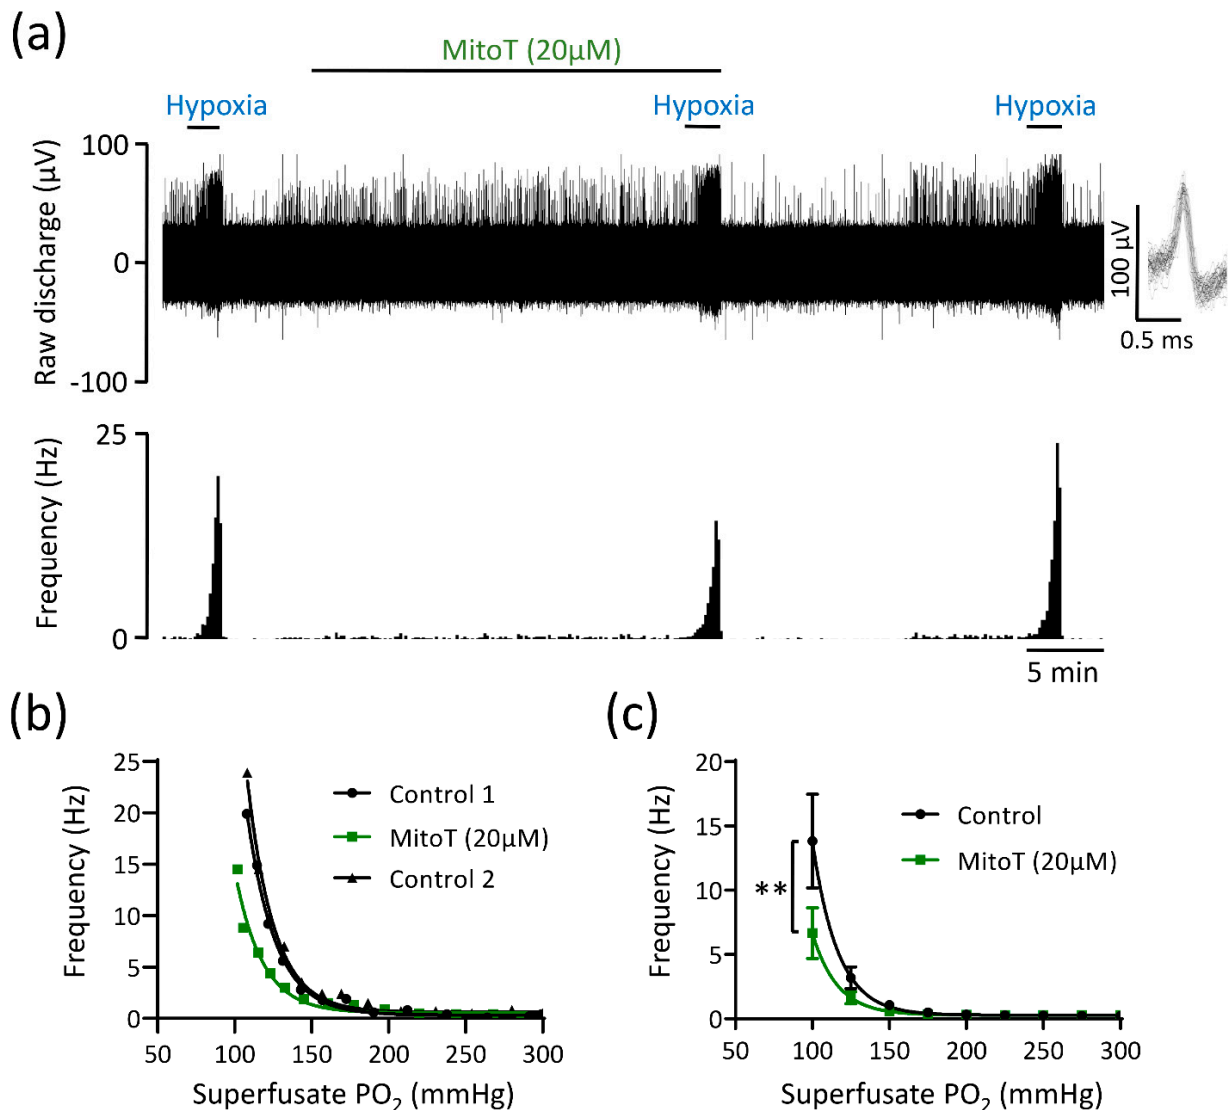 (a)
MitoT (20µM)
Hypoxia Hypoxia Hypoxia
Raw discharge (µV)
100
0
-100
100 µV
0.5 ms
Frequency (Hz)
25
0
5 min
(b)
Frequency (Hz)
25
20
15
10
5
0
50 100 150 200 250 300
Superfusate PO₂ (mmHg)
Control 1
MitoT (20µM)
Control 2
(c)
Frequency (Hz)
20
15
10
5
0
50 100 150 200 250 300
Superfusate PO₂ (mmHg)
Control
MitoT (20µM)
**